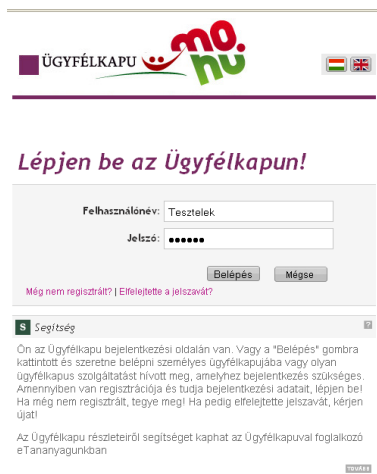 ÜGYFÉLKAPU mo.hu
Lépjen be az Ügyfélkapun!
Felhasználónév: Tesztelek
Jelszó: ••••••
Belépés Mégse
Még nem regisztrált? | Elfelejtette a jelszavát?
S Segítség ?
Ön az Ügyfélkapu bejelentkezési oldalán van. Vagy a "Belépés" gombra
kattintott és szeretne belépni személyes ügyfélkapujába vagy olyan
ügyfélkapus szolgáltatást hívott meg, amelyhez bejelentkezés szükséges.
Amennyiben van regisztrációja és tudja bejelentkezési adatait, lépjen be!
Ha még nem regisztrált, tegye meg! Ha pedig elfelejtette jelszavát, kérjen
újat!
Az Ügyfélkapu részleteiről segítséget kaphat az Ügyfélkapuval foglalkozó
eTananyagunkban
TOVÁBB